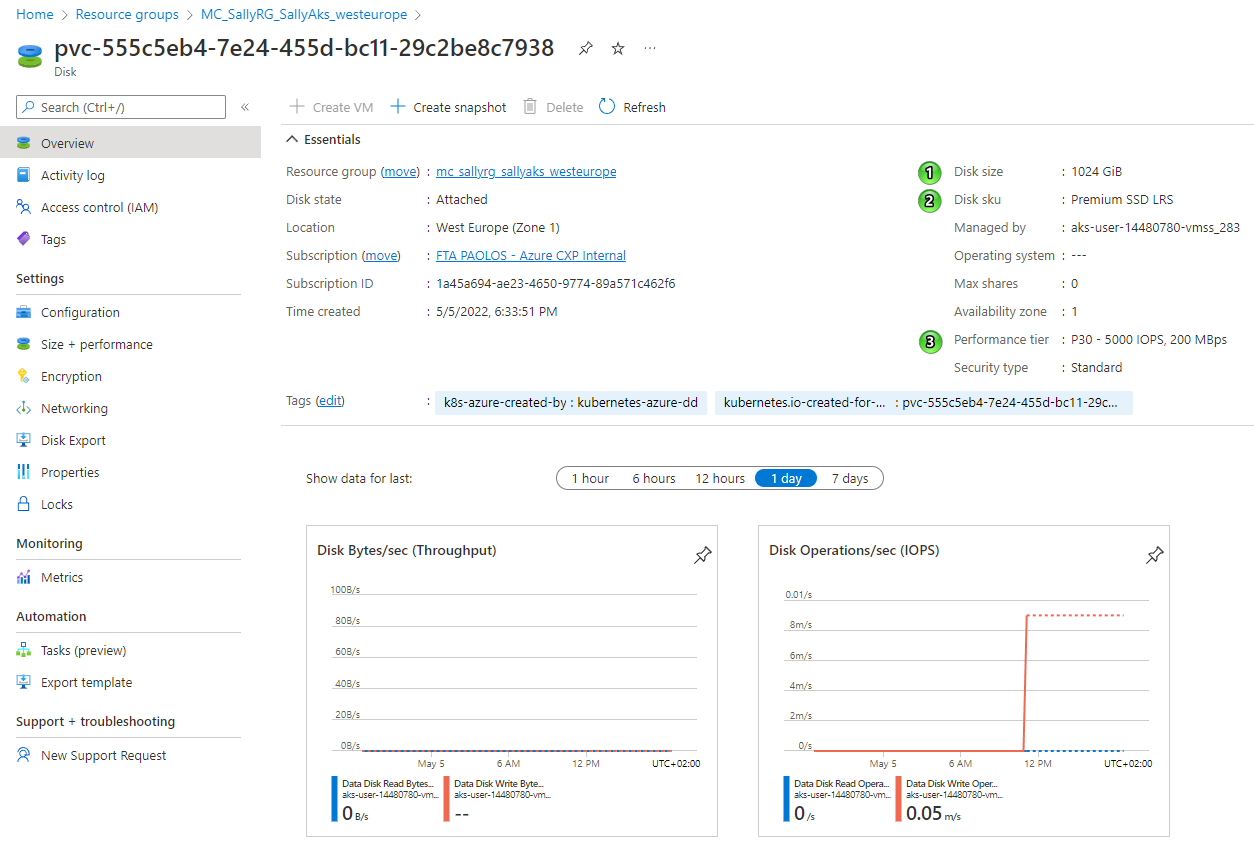 Home > Resource groups > MC_SallyRG_SallyAks_westeurope >
pvc-555c5eb4-7e24-455d-bc11-29c2be8c7938
Disk
Search (Ctrl+/)
«
Create VM
Create snapshot
Delete
Refresh
Overview
Activity log
Access control (IAM)
Tags
Settings
Configuration
Size + performance
Encryption
Networking
Disk Export
Properties
Locks
Monitoring
Metrics
Automation
Tasks (preview)
Export template
Support + troubleshooting
New Support Request
Essentials
Resource group (move) : mc_sallyrg_sallyaks_westeurope
Disk state : Attached
Location : West Europe (Zone 1)
Subscription (move) : FTA PAOLOS - Azure CXP Internal
Subscription ID : 1a45a694-ae23-4650-9774-89a571c462f6
Time created : 5/5/2022, 6:33:51 PM
1 Disk size : 1024 GiB
2 Disk sku : Premium SSD LRS
Managed by : aks-user-14480780-vmss_283
Operating system : ---
Max shares : 0
Availability zone : 1
3 Performance tier : P30 - 5000 IOPS, 200 MBps
Security type : Standard
Tags (edit) : k8s-azure-created-by : kubernetes-azure-dd kubernetes.io-created-for-... : pvc-555c5eb4-7e24-455d-bc11-29c...
Show data for last: 1 hour 6 hours 12 hours 1 day 7 days
Disk Bytes/sec (Throughput)
100B/s
80B/s
60B/s
40B/s
20B/s
0B/s
May 5 6 AM 12 PM UTC+02:00
Data Disk Read Bytes...
aks-user-14480780-vm...
0 B/s
Data Disk Write Byte...
aks-user-14480780-vm...
--
Disk Operations/sec (IOPS)
0.01/s
8m/s
6m/s
4m/s
2m/s
0/s
May 5 6 AM 12 PM UTC+02:00
Data Disk Read Opera...
aks-user-14480780-vm...
0 /s
Data Disk Write Oper...
aks-user-14480780-vm...
0.05 m/s